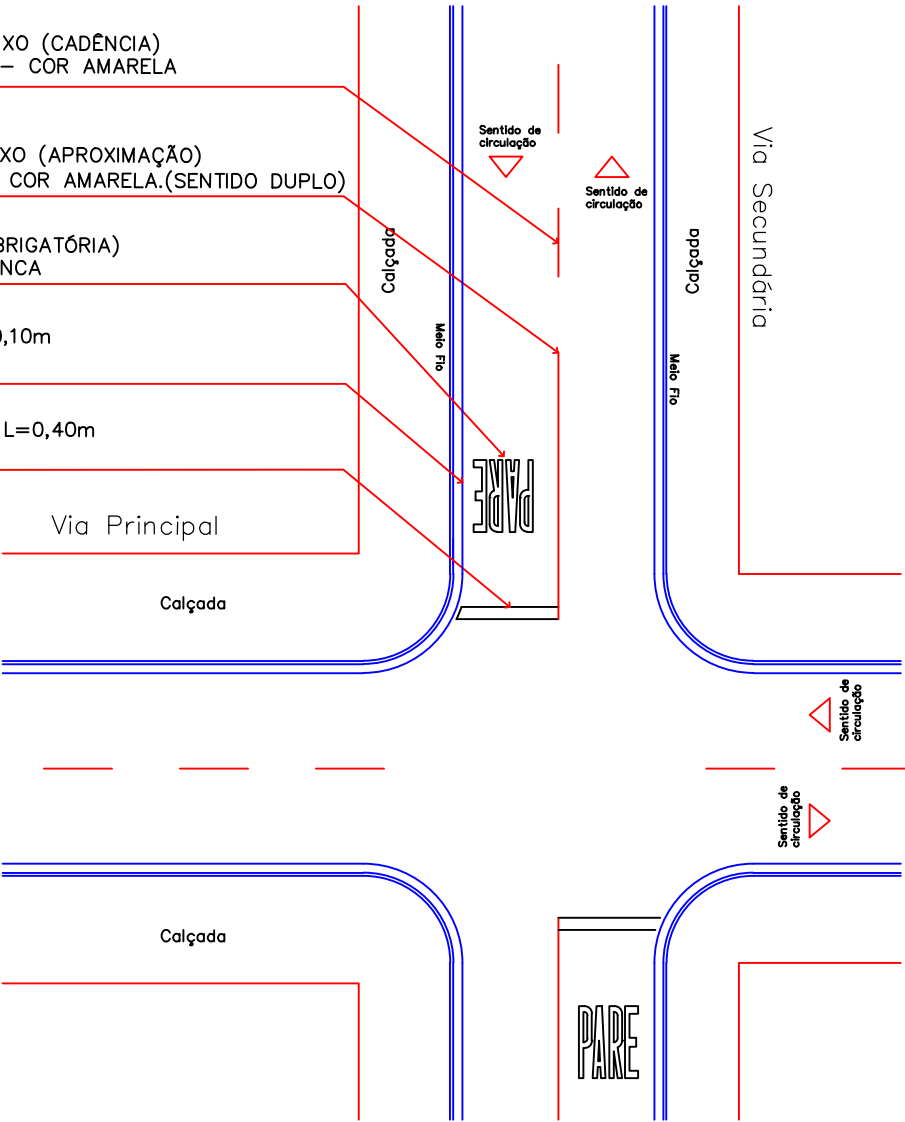 XO (CADÊNCIA)
– COR AMARELA
XO (APROXIMAÇÃO)
COR AMARELA.(SENTIDO DUPLO)
BRIGATÓRIA)
NCA
0,10m
L=0,40m
Via Principal
Calçada
Sentido de
circulação
Sentido de
circulação
Calçada
Calçada
Via Secundária
Meio Fio
Meio Fio
PARE
Sentido de
circulação
Sentido de
circulação
Calçada
PARE